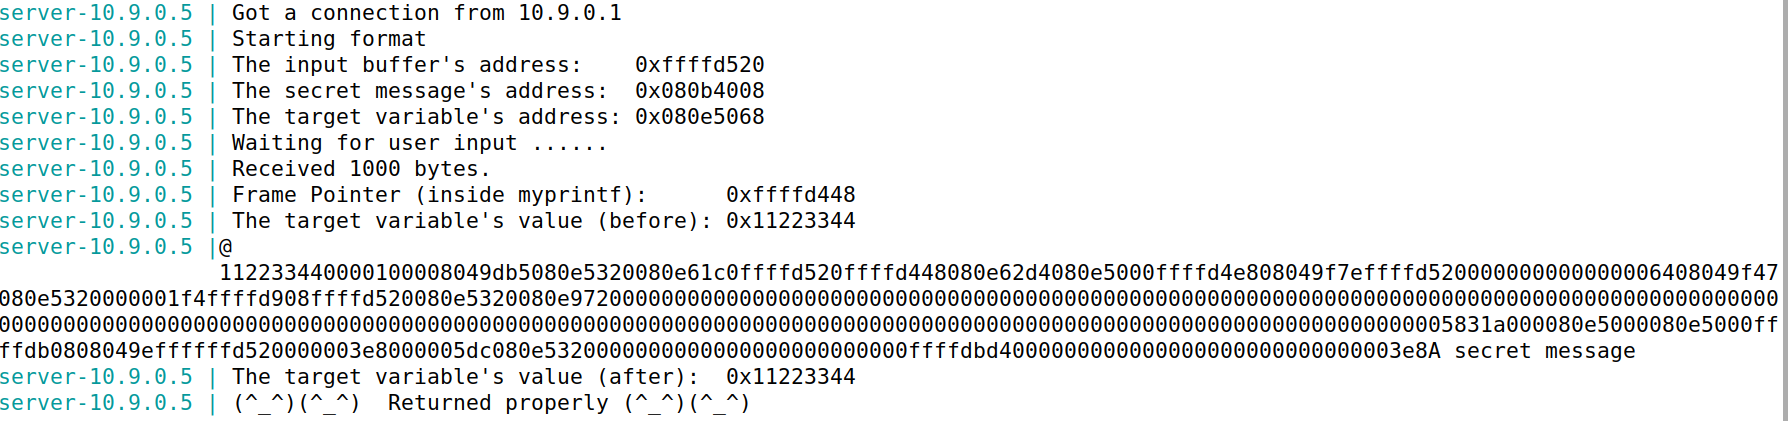 server-10.9.0.5 | Got a connection from 10.9.0.1
server-10.9.0.5 | Starting format
server-10.9.0.5 | The input buffer's address:    0xffffd520
server-10.9.0.5 | The secret message's address:  0x080b4008
server-10.9.0.5 | The target variable's address: 0x080e5068
server-10.9.0.5 | Waiting for user input ......
server-10.9.0.5 | Received 1000 bytes.
server-10.9.0.5 | Frame Pointer (inside myprintf):      0xffffd448
server-10.9.0.5 | The target variable's value (before): 0x11223344
server-10.9.0.5 |@
112233440000100008049db5080e5320080e61c0ffffd520ffffd448080e62d4080e5000ffffd4e808049f7effffd520000000000000006408049f47
080e5320000001f4ffffd908ffffd520080e5320080e972000000000000000000000000000000000000000000000000000000000000000000000000000000000000000000
0000000000000000000000000000000000000000000000000000000000000000000000000000000000000000000000000000000000000005831a000080e5000080e5000ff
ffdb0808049effffffd520000003e8000005dc080e5320000000000000000000000000ffffdbd4000000000000000000000000000003e8A secret message
server-10.9.0.5 | The target variable's value (after):  0x11223344
server-10.9.0.5 | (^_^)(^_^)  Returned properly (^_^)(^_^)